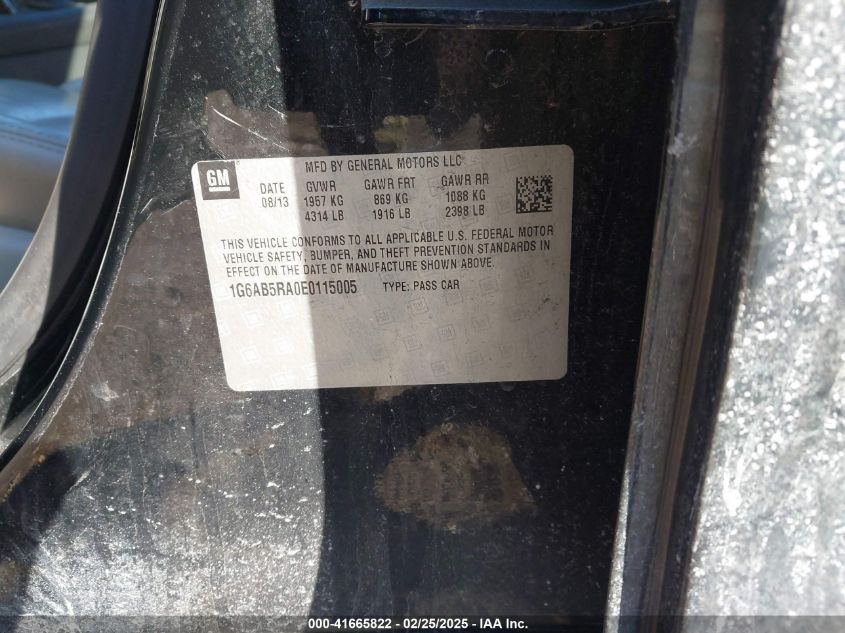 GM
MFD BY GENERAL MOTORS LLC
DATE GVWR GAWR FRT GAWR RR
08/13 1957 KG 869 KG 1088 KG
4314 LB 1916 LB 2398 LB
THIS VEHICLE CONFORMS TO ALL APPLICABLE U.S. FEDERAL MOTOR
VEHICLE SAFETY, BUMPER, AND THEFT PREVENTION STANDARDS IN
EFFECT ON THE DATE OF MANUFACTURE SHOWN ABOVE.
1G6AB5RA0E0115005 TYPE: PASS CAR
000-41665822 - 02/25/2025 - IAA Inc.